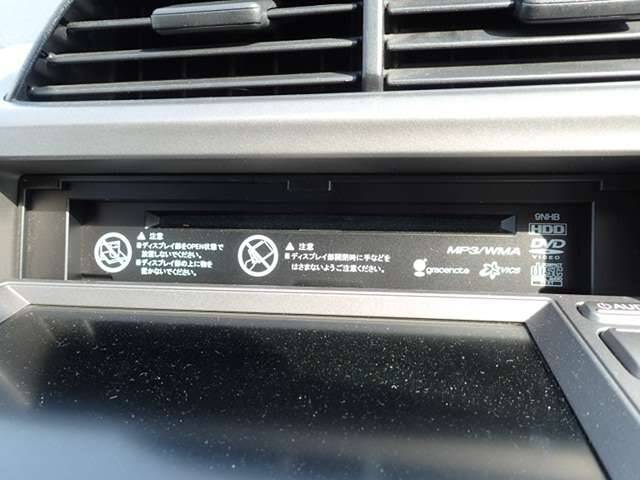 9NHB
HDD
⚠ 注意
■ディスプレイ部をOPEN状態で
放置しないでください。
■ディスプレイ部の上に物を
置かないでください。
⚠ 注意
■ディスプレイ部開閉時に手などを
はさまないようご注意ください。
MP3/WMA
DVD
VIDEO
gracenote
VICS